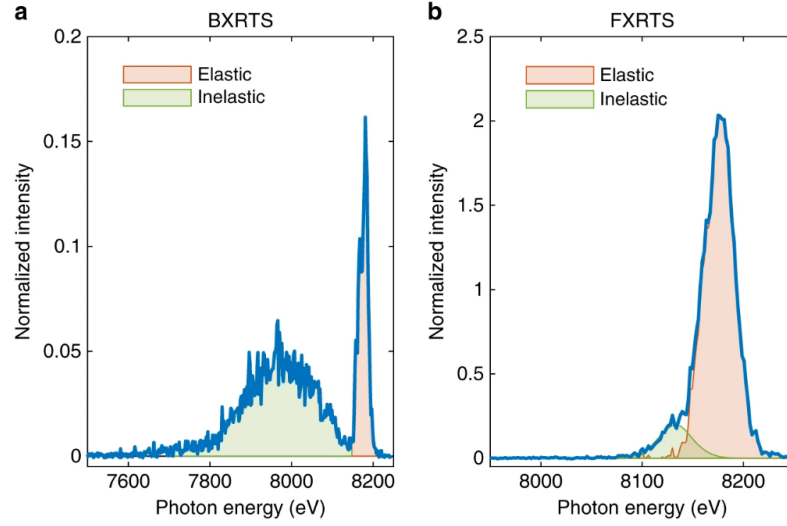 a
BXRTS
0.2
0.15
0.1
0.05
0
Normalized intensity
Elastic
Inelastic
7600 7800 8000 8200
Photon energy (eV)
b
FXRTS
2.5
2
1.5
1
0.5
0
Normalized intensity
Elastic
Inelastic
8000 8100 8200
Photon energy (eV)